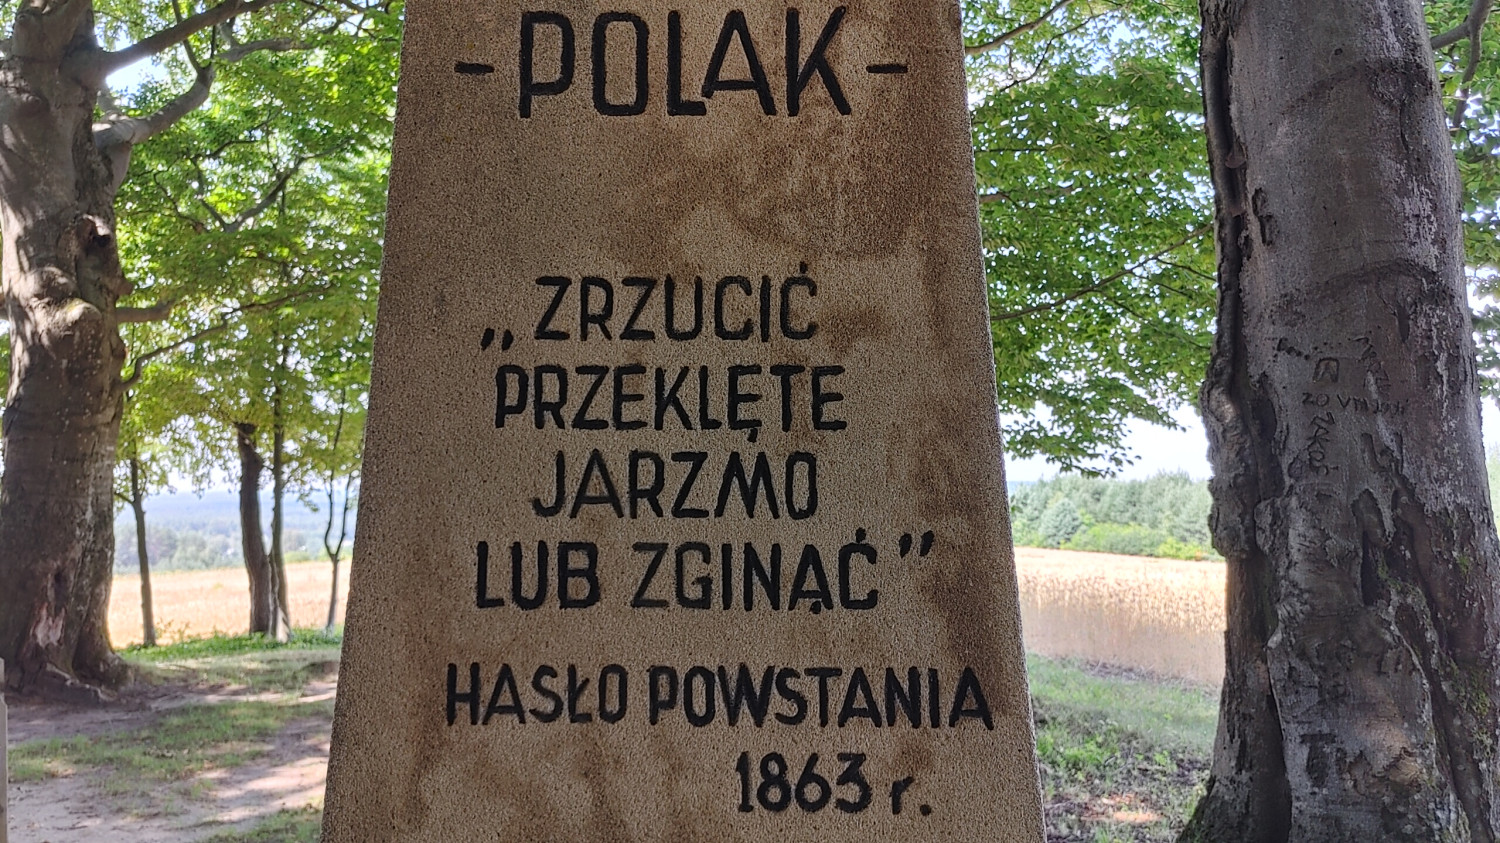 - POLAK -
„ZRZUCIĆ
PRZEKLĘTE
JARZMO
LUB ZGINĄĆ”
HASŁO POWSTANIA
1863 r.